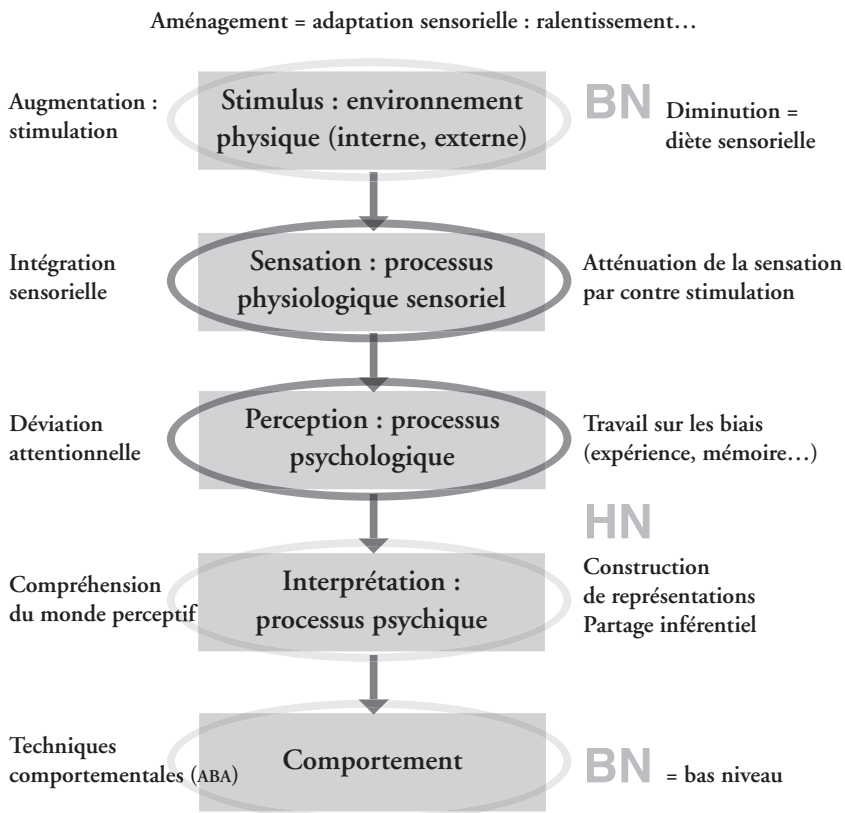 Aménagement = adaptation sensorielle : ralentissement…
Augmentation :
stimulation
Stimulus : environnement
physique (interne, externe)
BN
Diminution =
diète sensorielle
Intégration
sensorielle
Sensation : processus
physiologique sensoriel
Atténuation de la sensation
par contre stimulation
Déviation
attentionnelle
Perception : processus
psychologique
Travail sur les biais
(expérience, mémoire…)
HN
Compréhension
du monde perceptif
Interprétation :
processus psychique
Construction
de représentations
Partage inférentiel
Techniques
comportementales (ABA)
Comportement
BN = bas niveau